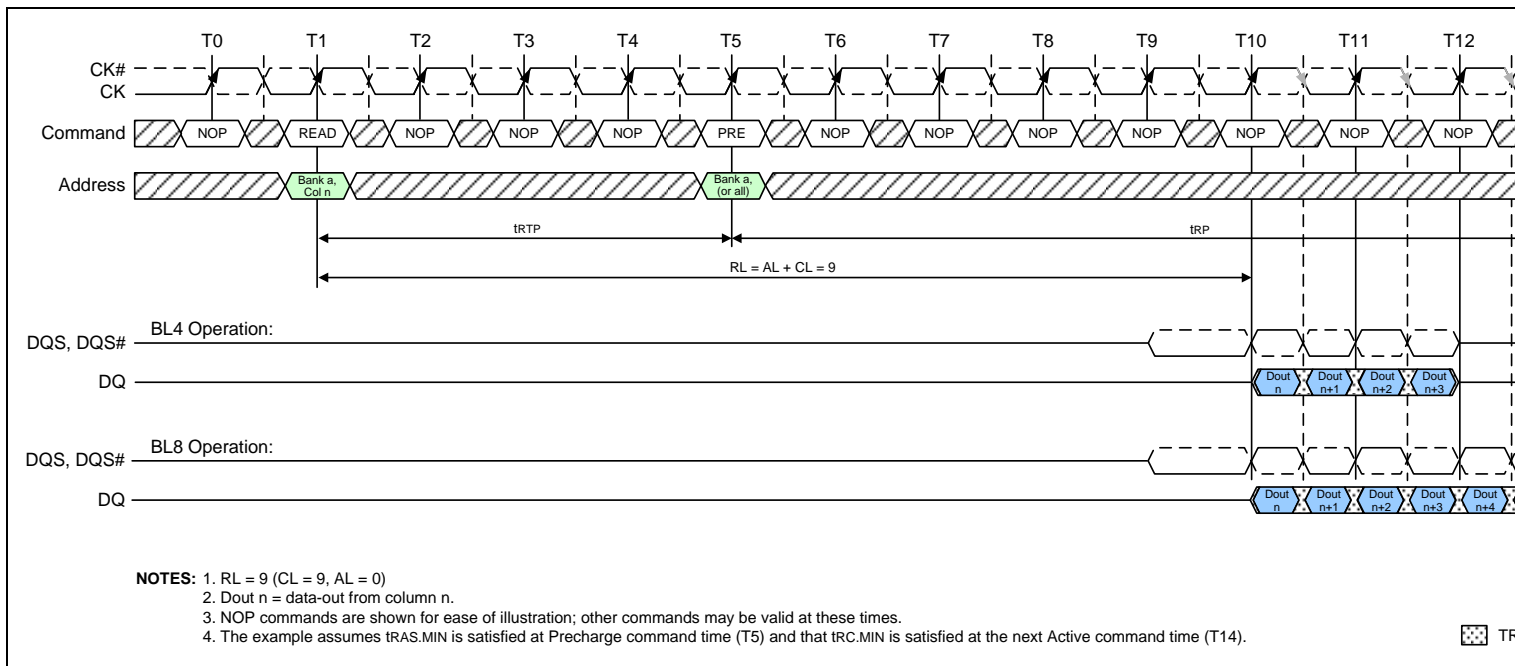 T0 T1 T2 T3 T4 T5 T6 T7 T8 T9 T10 T11 T12
CK#
CK
Command NOP READ NOP NOP NOP PRE NOP NOP NOP NOP NOP NOP NOP
Address Bank a, Col n Bank a, (or all)
tRTP tRP
RL = AL + CL = 9
BL4 Operation:
DQS, DQS#
DQ Dout n Dout n+1 Dout n+2 Dout n+3
BL8 Operation:
DQS, DQS#
DQ Dout n Dout n+1 Dout n+2 Dout n+3 Dout n+4
NOTES: 1. RL = 9 (CL = 9, AL = 0)
2. Dout n = data-out from column n.
3. NOP commands are shown for ease of illustration; other commands may be valid at these times.
4. The example assumes tRAS.MIN is satisfied at Precharge command time (T5) and that tRC.MIN is satisfied at the next Active command time (T14).
TR